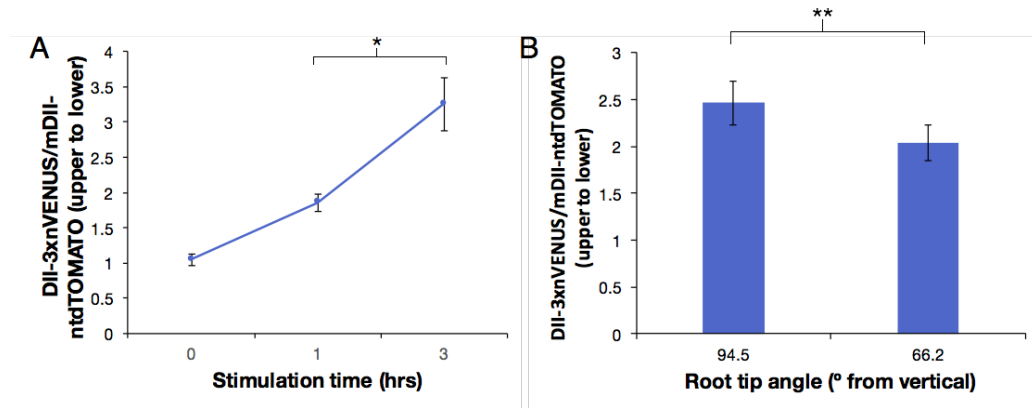 A
*
DII-3xnVENUS/mDII-
ntdTOMATO (upper to lower)
4
3.5
3
2.5
2
1.5
1
0.5
0
0
1
3
Stimulation time (hrs)
B
**
DII-3xnVENUS/mDII-ntdTOMATO
(upper to lower)
3
2.5
2
1.5
1
0.5
0
94.5
66.2
Root tip angle (º from vertical)